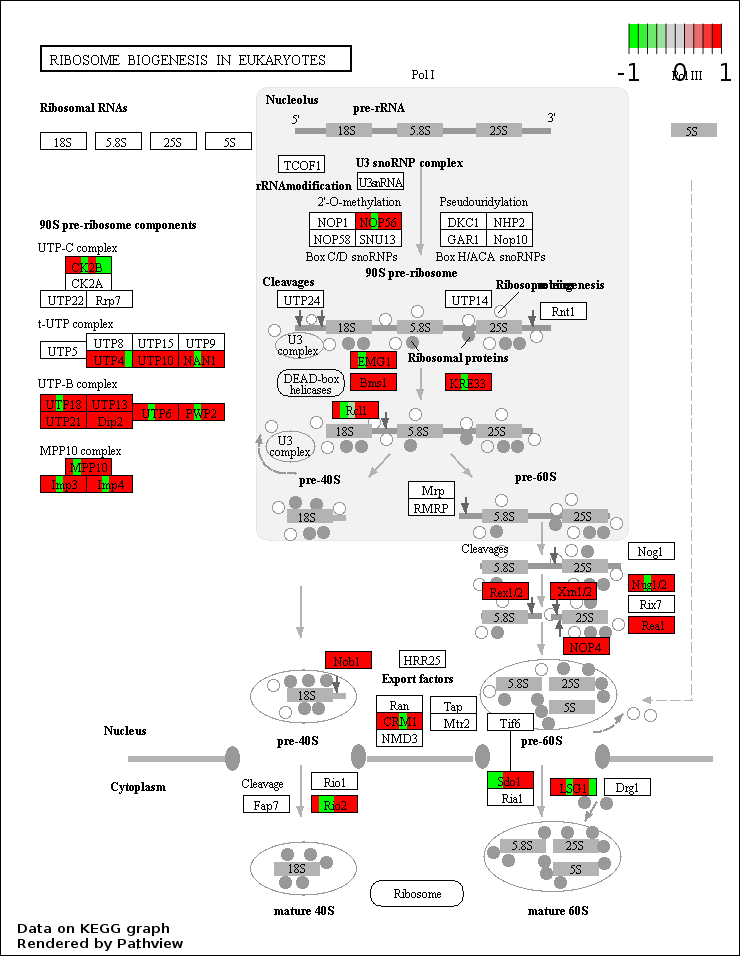 RIBOSOME BIOGENESIS IN EUKARYOTES
-1 0 1
Pol I
Pol III
Ribosomal RNAs
18S 5.8S 25S 5S
Nucleolus
pre-rRNA
5' 3'
18S 5.8S 25S
5S
TCOF1
U3 snoRNP complex
rRNAmodification
U3snRNA
2'-O-methylation
Pseudouridylation
NOP1 NOP56
NOP58 SNU13
DKC1 NHP2
GAR1 Nop10
Box C/D snoRNPs
Box H/ACA snoRNPs
90S pre-ribosome components
UTP-C complex
CK2B
CK2A
UTP22 Rrp7
t-UTP complex
UTP5
UTP8 UTP15 UTP9
UTP4 UTP10 NAN1
UTP-B complex
UTP18 UTP13
UTP21 Dip2
UTP6 PWP2
MPP10 complex
MPP10
Imp3 Imp4
90S pre-ribosome
Cleavages
UTP24
UTP14
Rnt1
18S 5.8S 25S
U3
complex
Ribosomal proteins
EMG1
Bms1
KRE33
DEAD-box
helicases
Rcl1
U3
complex
18S 5.8S 25S
pre-40S
pre-60S
18S
Mrp
RMRP
5.8S 25S
Cleavages
5.8S 25S
Nog1
Nug1/2
Rix7
Rea1
Rex1/2
Xrn1/2
5.8S 25S
NOP4
Nob1
HRR25
Export factors
18S
Ran
CRM1
NMD3
Tap
Mtr2
5.8S 25S
5S
Tif6
Nucleus
pre-40S
pre-60S
Cytoplasm
Cleavage
Fap7
Rio1
Rio2
Sdo1
Ria1
LSG1
Drg1
18S
5.8S 25S
5S
Ribosome
mature 40S
mature 60S
Data on KEGG graph
Rendered by Pathview